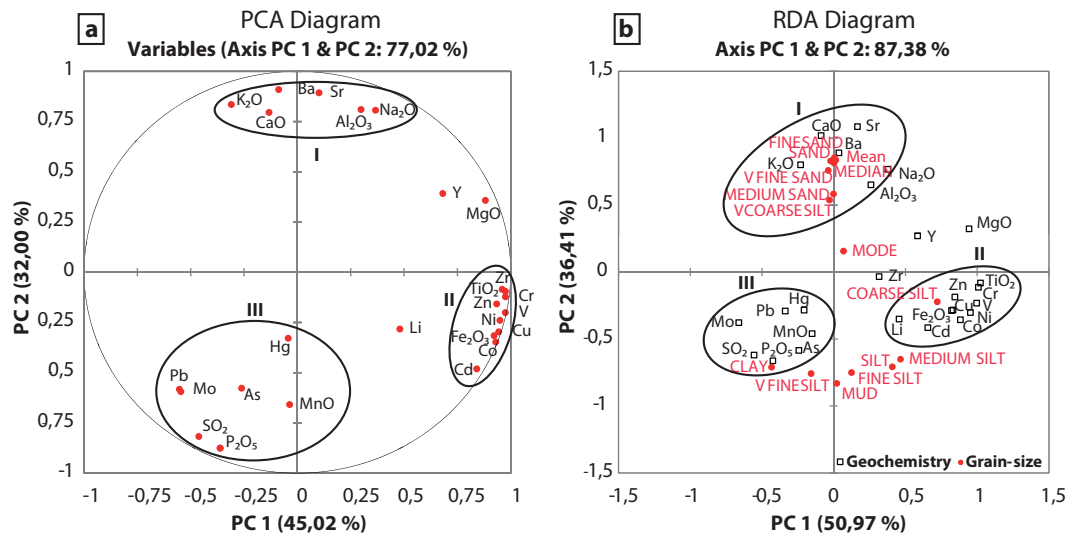 a
PCA Diagram
Variables (Axis PC 1 & PC 2: 77,02 %)
PC 2 (32,00 %)
1
0,75
0,5
0,25
0
0,25
0,5
0,75
-1
K₂O
Ba
Sr
CaO
Al₂O₃
Na₂O
I
Y
MgO
II
Zr
TiO₂
Cr
Zn
V
Ni
Cu
Fe₂O₃
Co
Cd
Li
III
Hg
Pb
Mo
As
MnO
SO₂
P₂O₅
-1
-0,75
-0,5
-0,25
0
0,25
0,5
0,75
1
PC 1 (45,02 %)
b
RDA Diagram
Axis PC 1 & PC 2: 87,38 %
PC 2 (36,41 %)
1,5
1
0,5
0
-0,5
-1
-1,5
I
CaO
Sr
FINE SAND
Ba
SAND
Mean
K₂O
MEDIAN
Na₂O
V FINE SAND
Al₂O₃
MEDIUM SAND
V COARSE SILT
MgO
Y
MODE
II
Zr
TiO₂
COARSE SILT
Zn
Cr
Cu
V
Fe₂O₃
Ni
Li
Co
Cd
III
Hg
Pb
Mo
MnO
SO₂
P₂O₅
As
CLAY
SILT
MEDIUM SILT
V FINE SILT
FINE SILT
MUD
Geochemistry
Grain-size
-1,5
-1
-0,5
0
0,5
1
1,5
PC 1 (50,97 %)